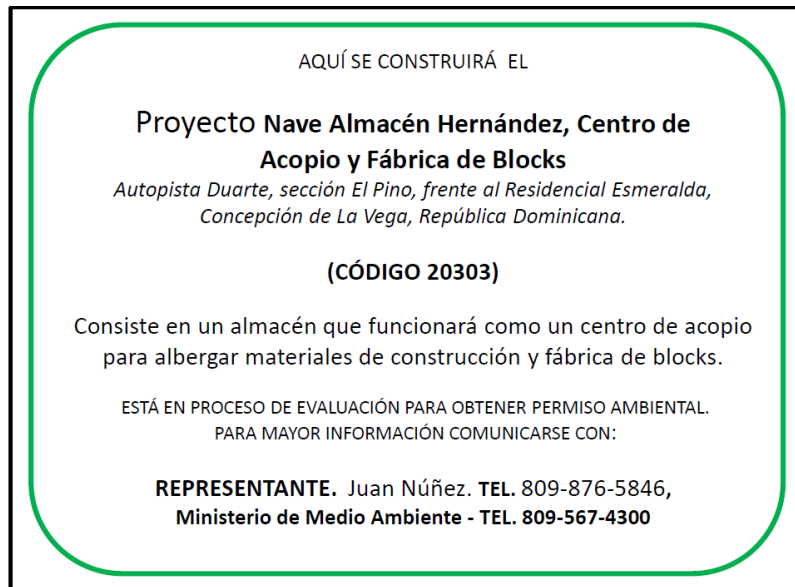 AQUÍ SE CONSTRUIRÁ EL
Proyecto Nave Almacén Hernández, Centro de
Acopio y Fábrica de Blocks
Autopista Duarte, sección El Pino, frente al Residencial Esmeralda,
Concepción de La Vega, República Dominicana.
(CÓDIGO 20303)
Consiste en un almacén que funcionará como un centro de acopio
para albergar materiales de construcción y fábrica de blocks.
ESTÁ EN PROCESO DE EVALUACIÓN PARA OBTENER PERMISO AMBIENTAL.
PARA MAYOR INFORMACIÓN COMUNICARSE CON:
REPRESENTANTE. Juan Núñez. TEL. 809-876-5846,
Ministerio de Medio Ambiente - TEL. 809-567-4300